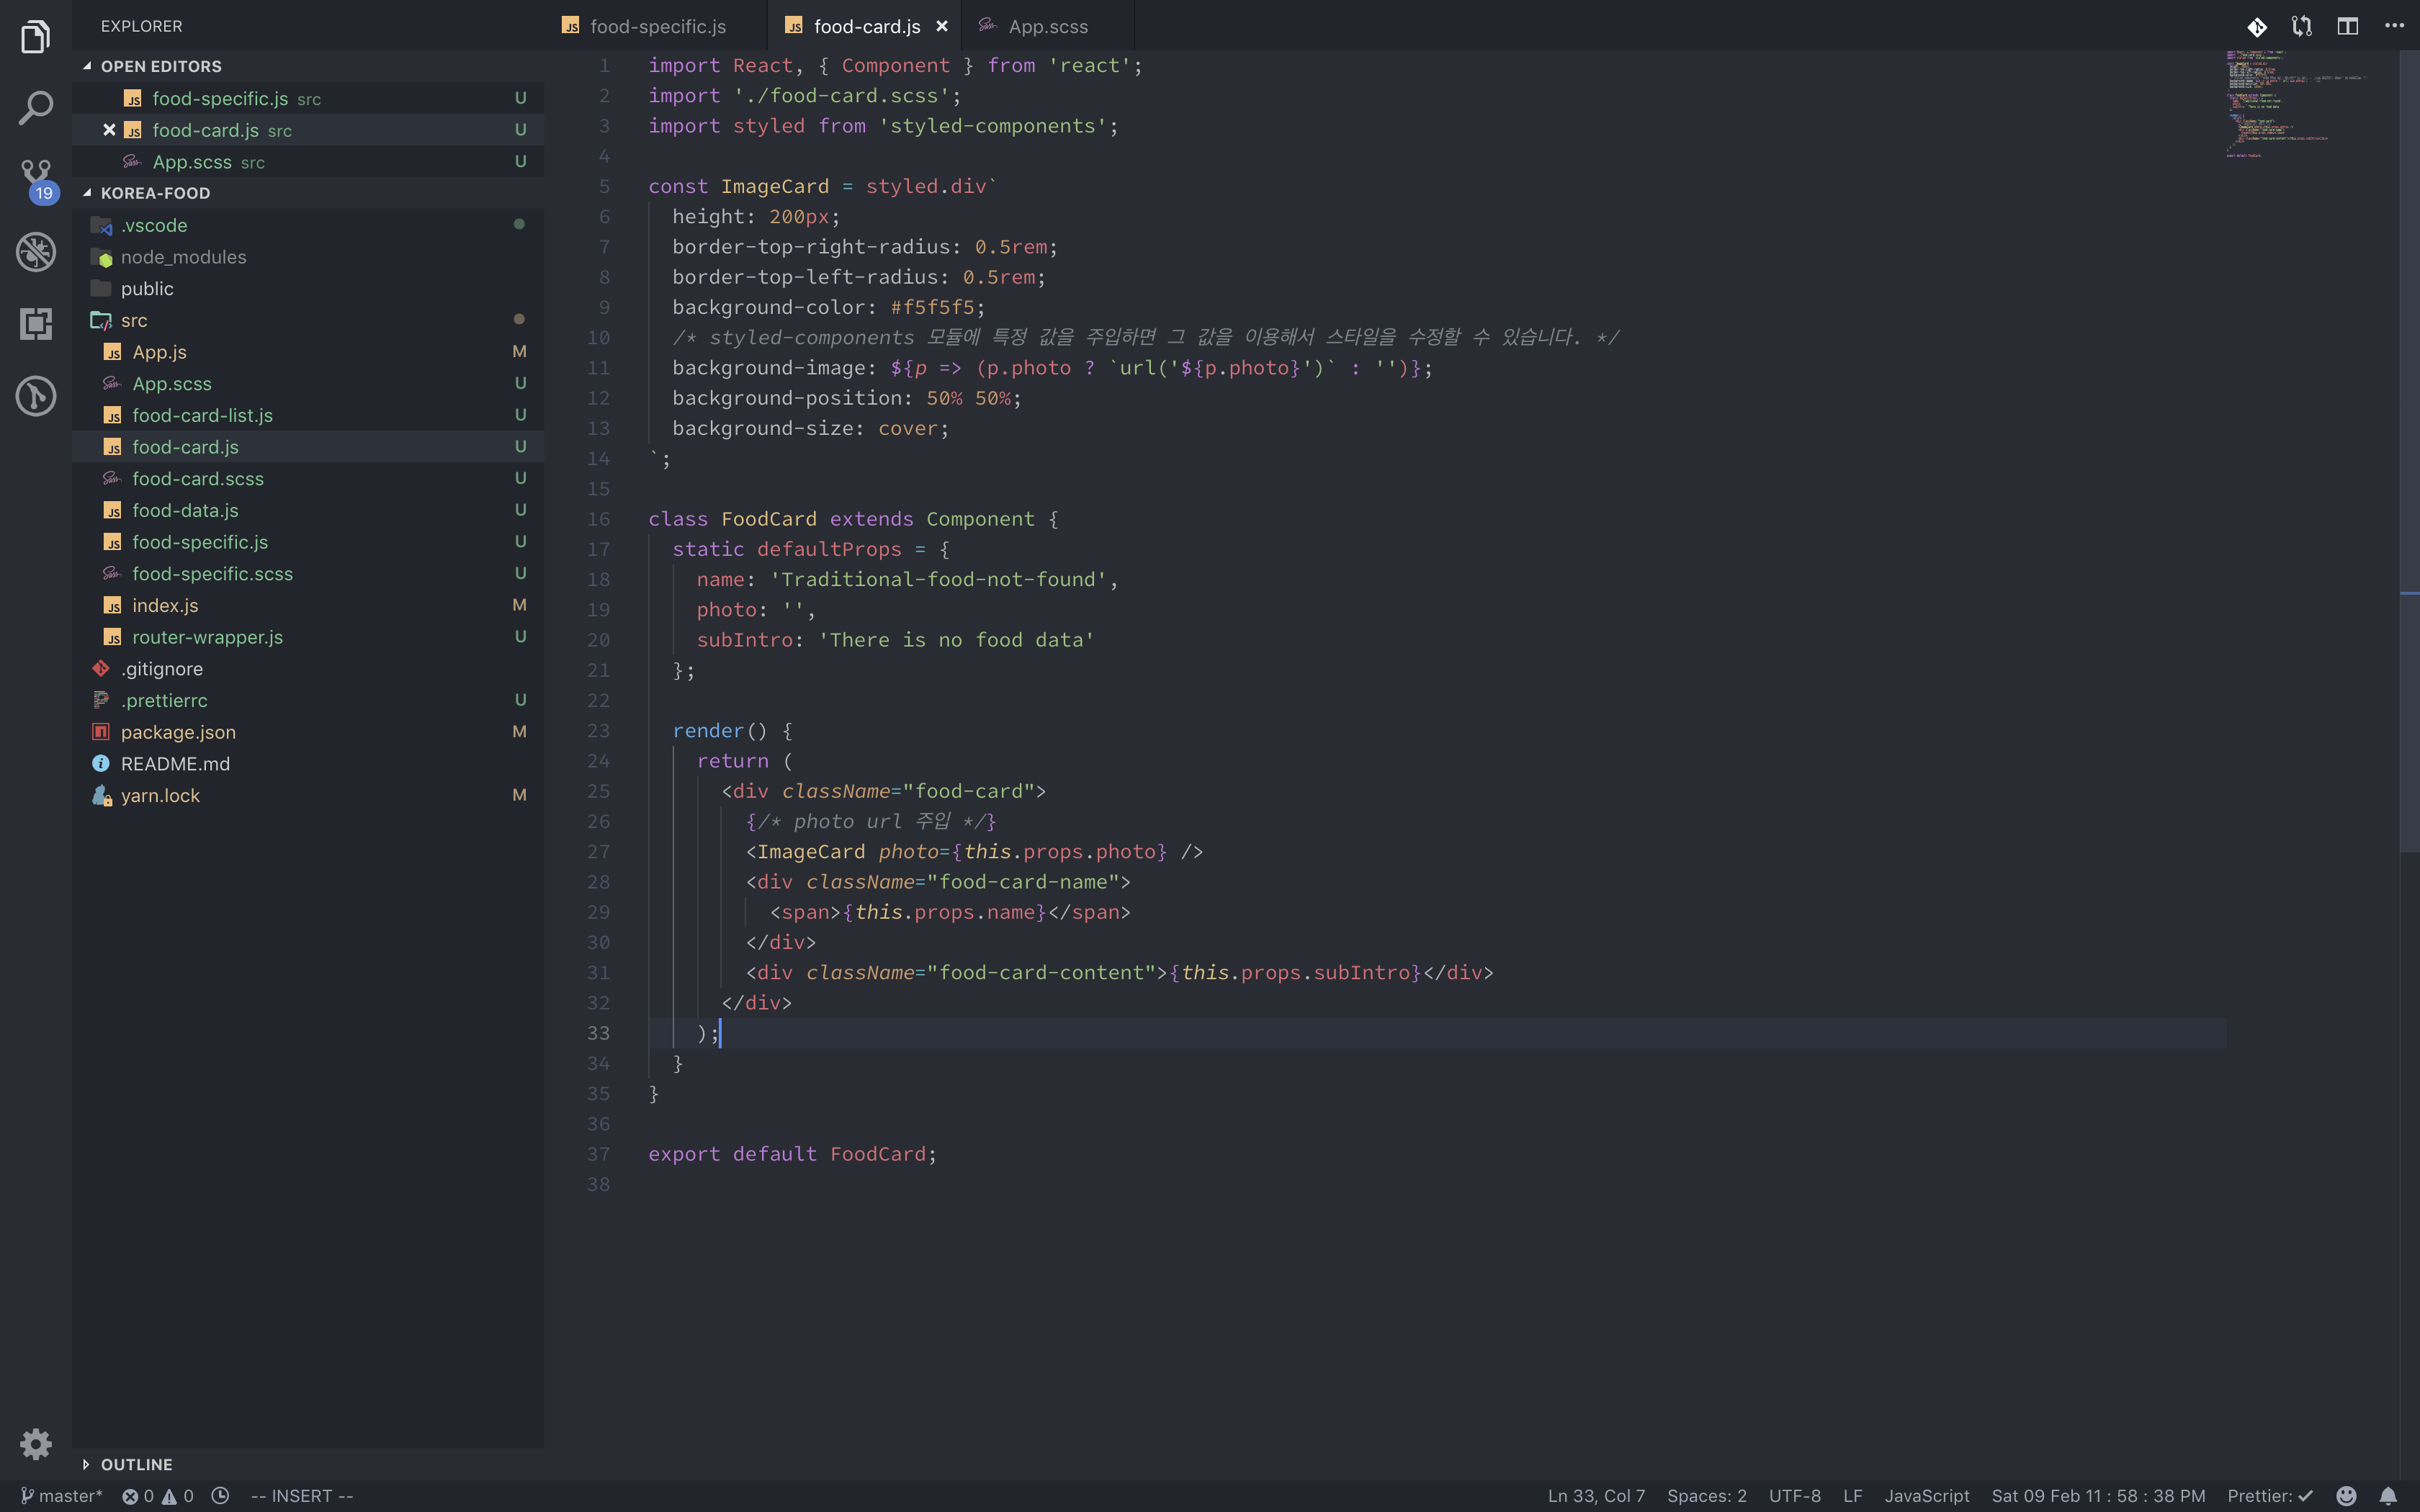 EXPLORER
OPEN EDITORS
food-specific.js src U
food-card.js src U
App.scss src U
19
KOREA-FOOD
.vscode
node_modules
public
src
App.js M
App.scss U
food-card-list.js U
food-card.js U
food-card.scss U
food-data.js U
food-specific.js U
food-specific.scss U
index.js M
router-wrapper.js U
.gitignore
.prettierrc U
package.json M
README.md
yarn.lock M
OUTLINE
food-specific.js food-card.js App.scss
1 import React, { Component } from 'react';
2 import './food-card.scss';
3 import styled from 'styled-components';
4
5 const ImageCard = styled.div`
6 height: 200px;
7 border-top-right-radius: 0.5rem;
8 border-top-left-radius: 0.5rem;
9 background-color: #f5f5f5;
10 /* styled-components 모듈에 특정 값을 주입하면 그 값을 이용해서 스타일을 수정할 수 있습니다. */
11 background-image: ${p => (p.photo ? `url('${p.photo}')` : '')};
12 background-position: 50% 50%;
13 background-size: cover;
14 `;
15
16 class FoodCard extends Component {
17 static defaultProps = {
18 name: 'Traditional-food-not-found',
19 photo: '',
20 subIntro: 'There is no food data'
21 };
22
23 render() {
24 return (
25 <div className="food-card">
26 {/* photo url 주입 */}
27 <ImageCard photo={this.props.photo} />
28 <div className="food-card-name">
29 <span>{this.props.name}</span>
30 </div>
31 <div className="food-card-content">{this.props.subIntro}</div>
32 </div>
33 );
34 }
35 }
36
37 export default FoodCard;
38
master* 0 0 -- INSERT -- Ln 33, Col 7 Spaces: 2 UTF-8 LF JavaScript Sat 09 Feb 11 : 58 : 38 PM Prettier: ✓